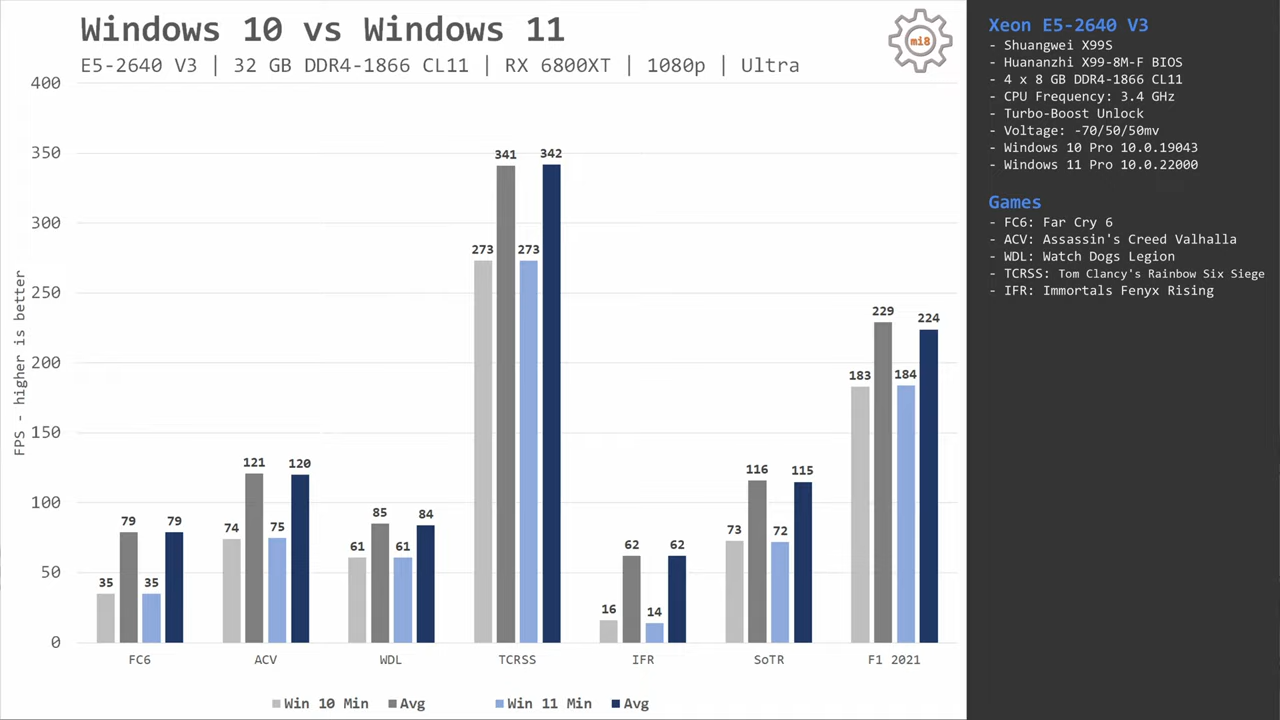 Windows 10 vs Windows 11
E5-2640 V3 | 32 GB DDR4-1866 CL11 | RX 6800XT | 1080p | Ultra
mi8
FPS - higher is better
400
350
300
250
200
150
100
50
0
35 79 35 79
74 121 75 120
61 85 61 84
273 341 273 342
16 62 14 62
73 116 72 115
183 229 184 224
FC6 ACV WDL TCRSS IFR SoTR F1 2021
Win 10 Min Avg Win 11 Min Avg
Xeon E5-2640 V3
- Shuangwei X99S
- Huananzhi X99-8M-F BIOS
- 4 x 8 GB DDR4-1866 CL11
- CPU Frequency: 3.4 GHz
- Turbo-Boost Unlock
- Voltage: -70/50/50mv
- Windows 10 Pro 10.0.19043
- Windows 11 Pro 10.0.22000
Games
- FC6: Far Cry 6
- ACV: Assassin's Creed Valhalla
- WDL: Watch Dogs Legion
- TCRSS: Tom Clancy's Rainbow Six Siege
- IFR: Immortals Fenyx Rising